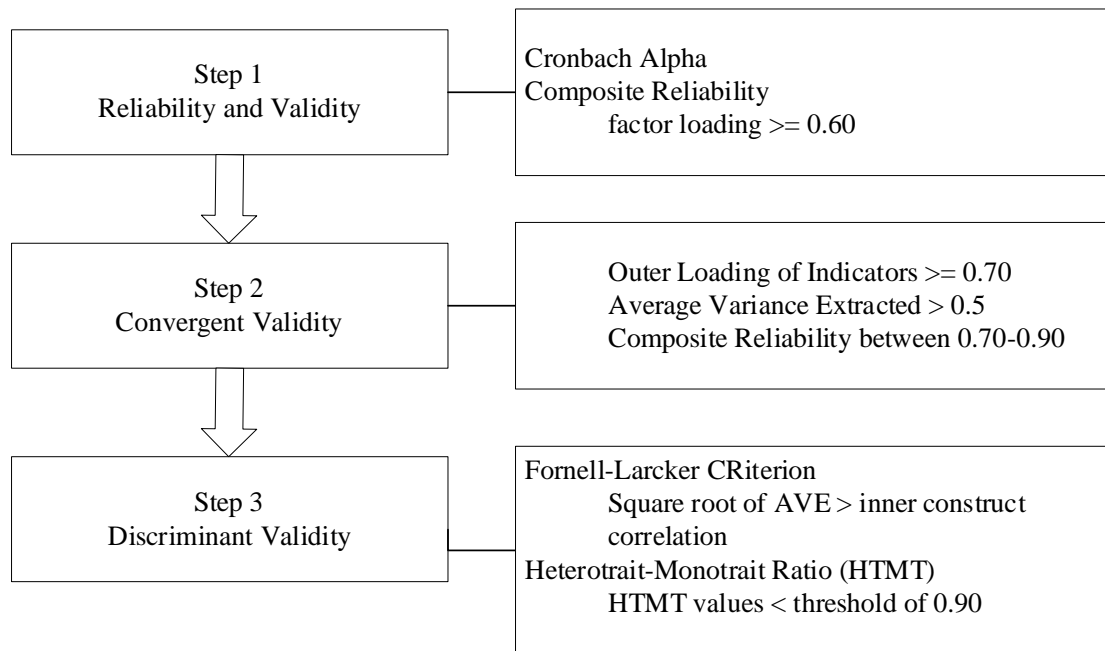 Step 1
Reliability and Validity
Cronbach Alpha
Composite Reliability
factor loading >= 0.60
Step 2
Convergent Validity
Outer Loading of Indicators >= 0.70
Average Variance Extracted > 0.5
Composite Reliability between 0.70-0.90
Step 3
Discriminant Validity
Fornell-Larcker CRiterion
Square root of AVE > inner construct
correlation
Heterotrait-Monotrait Ratio (HTMT)
HTMT values < threshold of 0.90